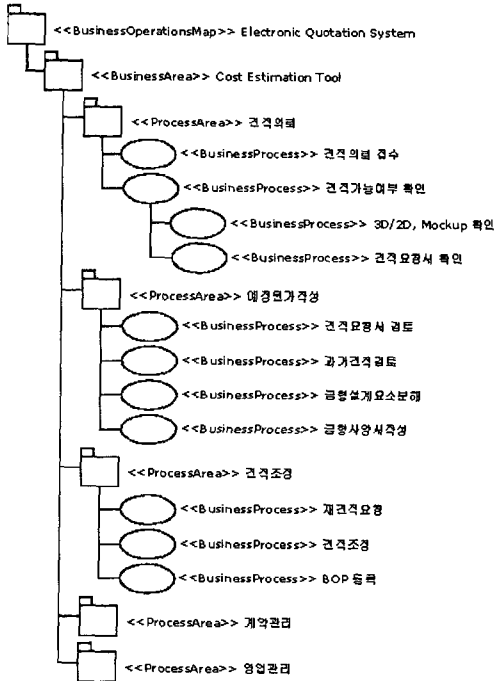 <<BusinessOperationsMap>> Electronic Quotation System
<<BusinessArea>> Cost Estimation Tool
<<ProcessArea>> 견적의뢰
<<BusinessProcess>> 견적의뢰 접수
<<BusinessProcess>> 견적가능여부 확인
<<BusinessProcess>> 3D/2D, Mockup 확인
<<BusinessProcess>> 견적요청서 확인
<<ProcessArea>> 예정원가작성
<<BusinessProcess>> 견적요청서 검토
<<BusinessProcess>> 과거견적검토
<<BusinessProcess>> 금형설계요소분해
<<BusinessProcess>> 금형사양서작성
<<ProcessArea>> 견적조정
<<BusinessProcess>> 재견적요청
<<BusinessProcess>> 견적조정
<<BusinessProcess>> BOP 등록
<<ProcessArea>> 계약관리
<<ProcessArea>> 영업관리